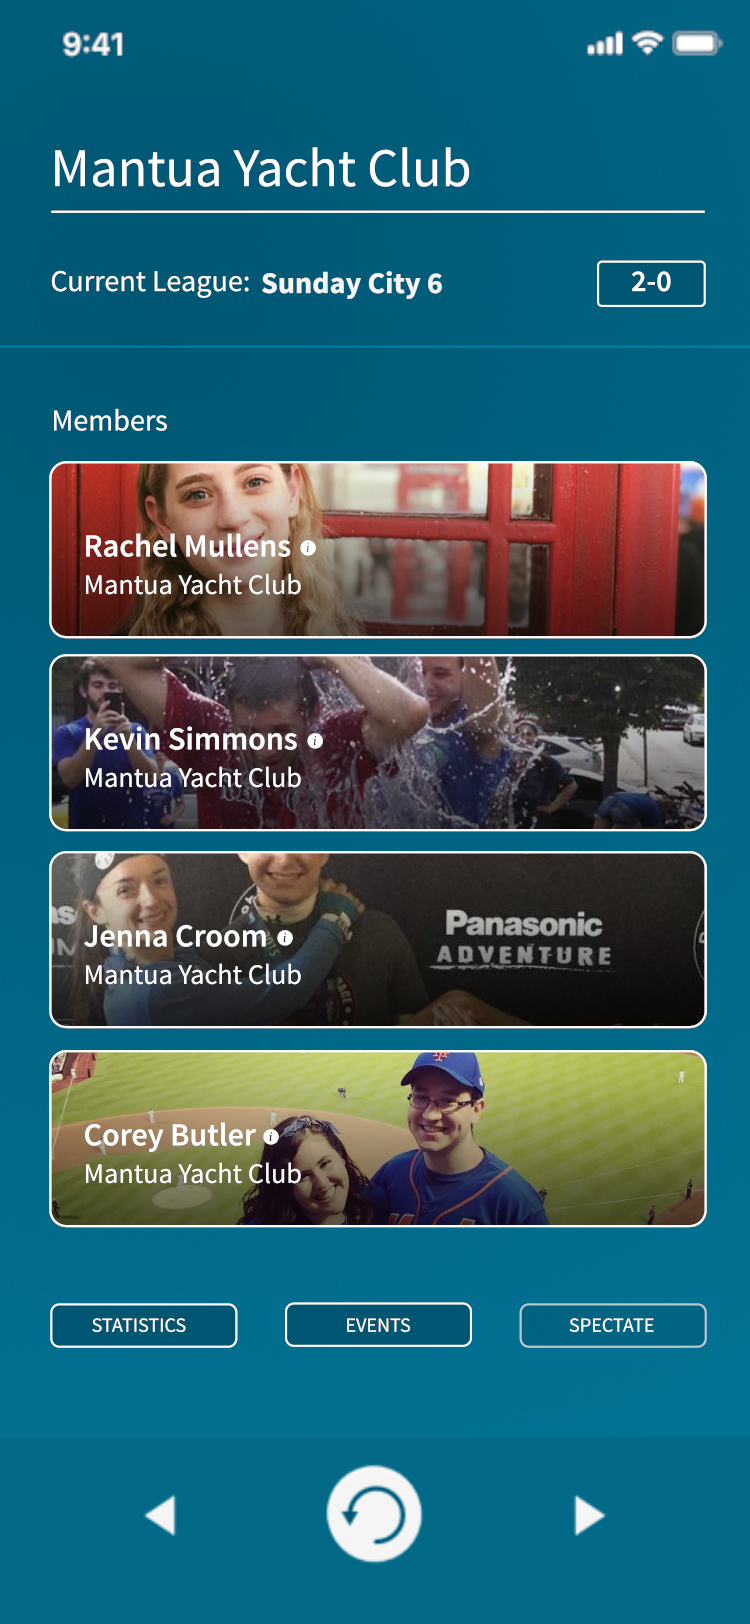 9:41
Mantua Yacht Club
Current League: Sunday City 6
2-0
Members
Rachel Mullens i
Mantua Yacht Club
Kevin Simmons i
Mantua Yacht Club
Panasonic
ADVENTURE
Jenna Croom i
Mantua Yacht Club
Corey Butler i
Mantua Yacht Club
STATISTICS
EVENTS
SPECTATE